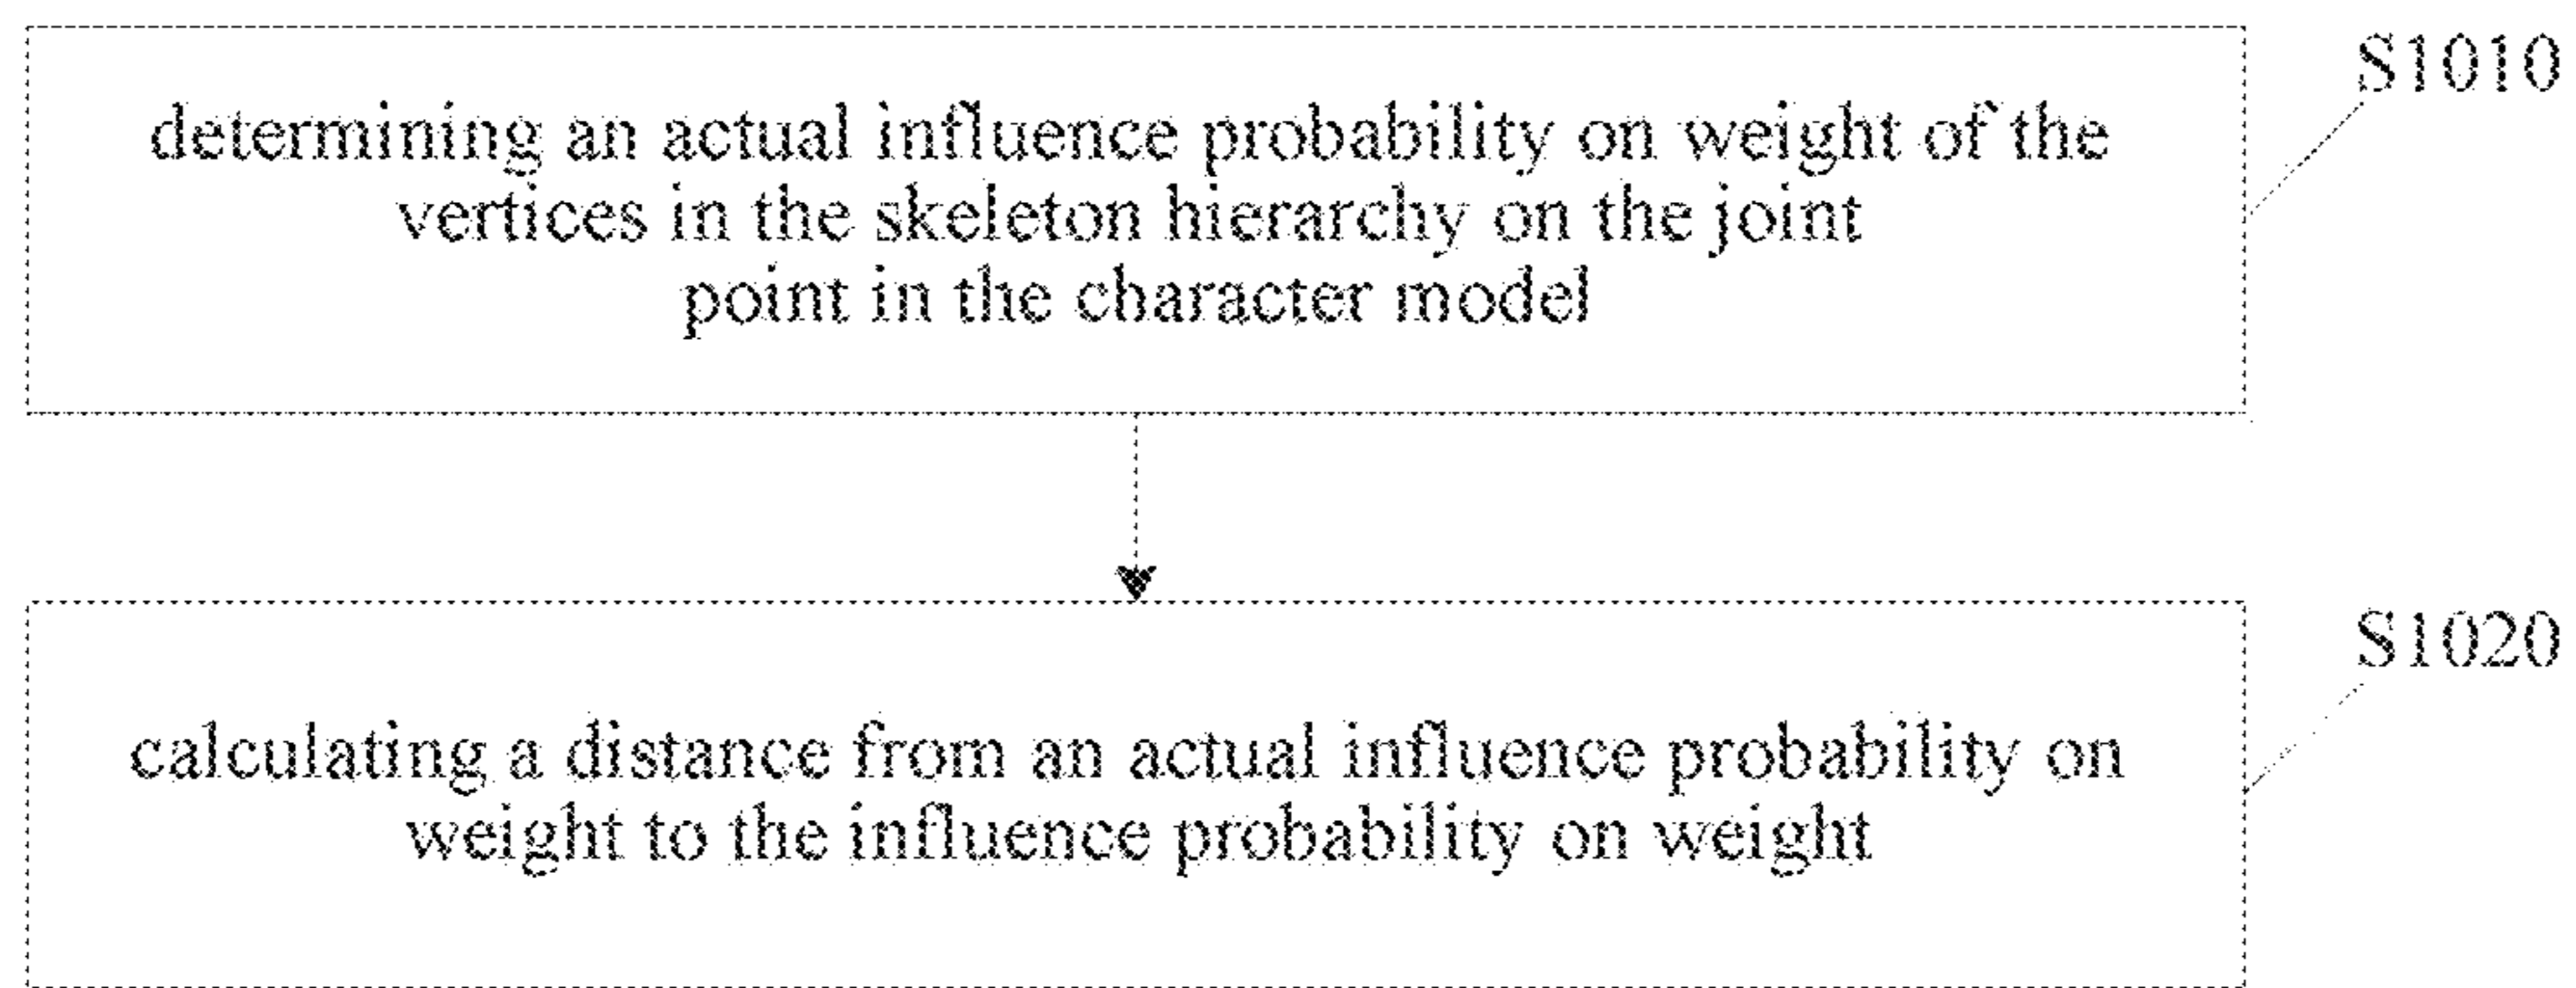 S1010
determining an actual influence probability on weight of the
vertices in the skeleton hierarchy on the joint
point in the character model
S1020
calculating a distance from an actual influence probability on
weight to the influence probability on weight